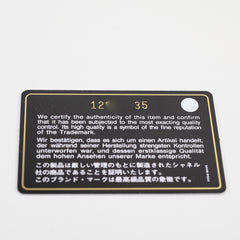 12 35
We certify the authenticity of this item and confirm
that it has been subjected to the most exacting quality
control. Its high quality is a symbol of the fine reputation
of the Trademark.
Wir bestätigen, dass es sich um einen Artikel handelt,
der während seiner Herstellung strengsten Kontrollen
unterworfen war, und dessen erstklassige Qualität
dem hohen Ansehen unserer Marke entspricht.
この製品は厳しい管理のもとに製造されたシャネル
社の商品であることを証明いたします。
このブランド・マークは最高級品質の象徴です。